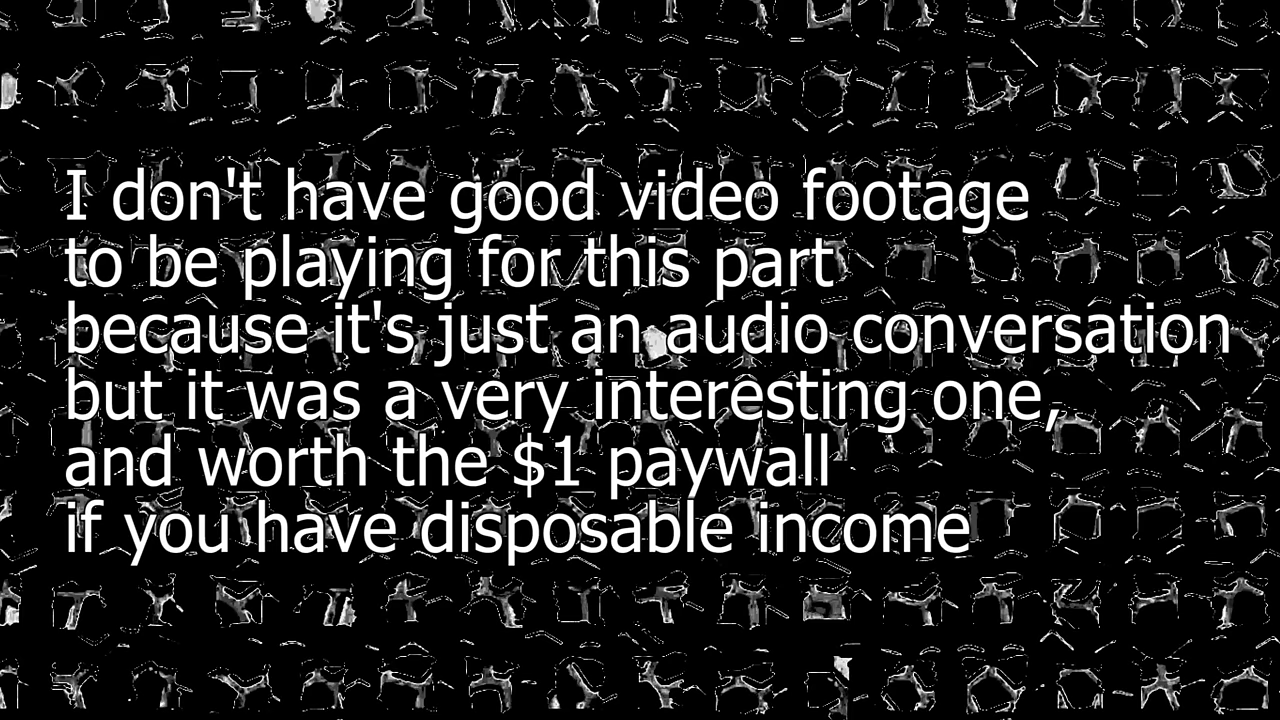 I don't have good video footage
to be playing for this part
because it's just an audio conversation
but it was a very interesting one,
and worth the $1 paywall
if you have disposable income